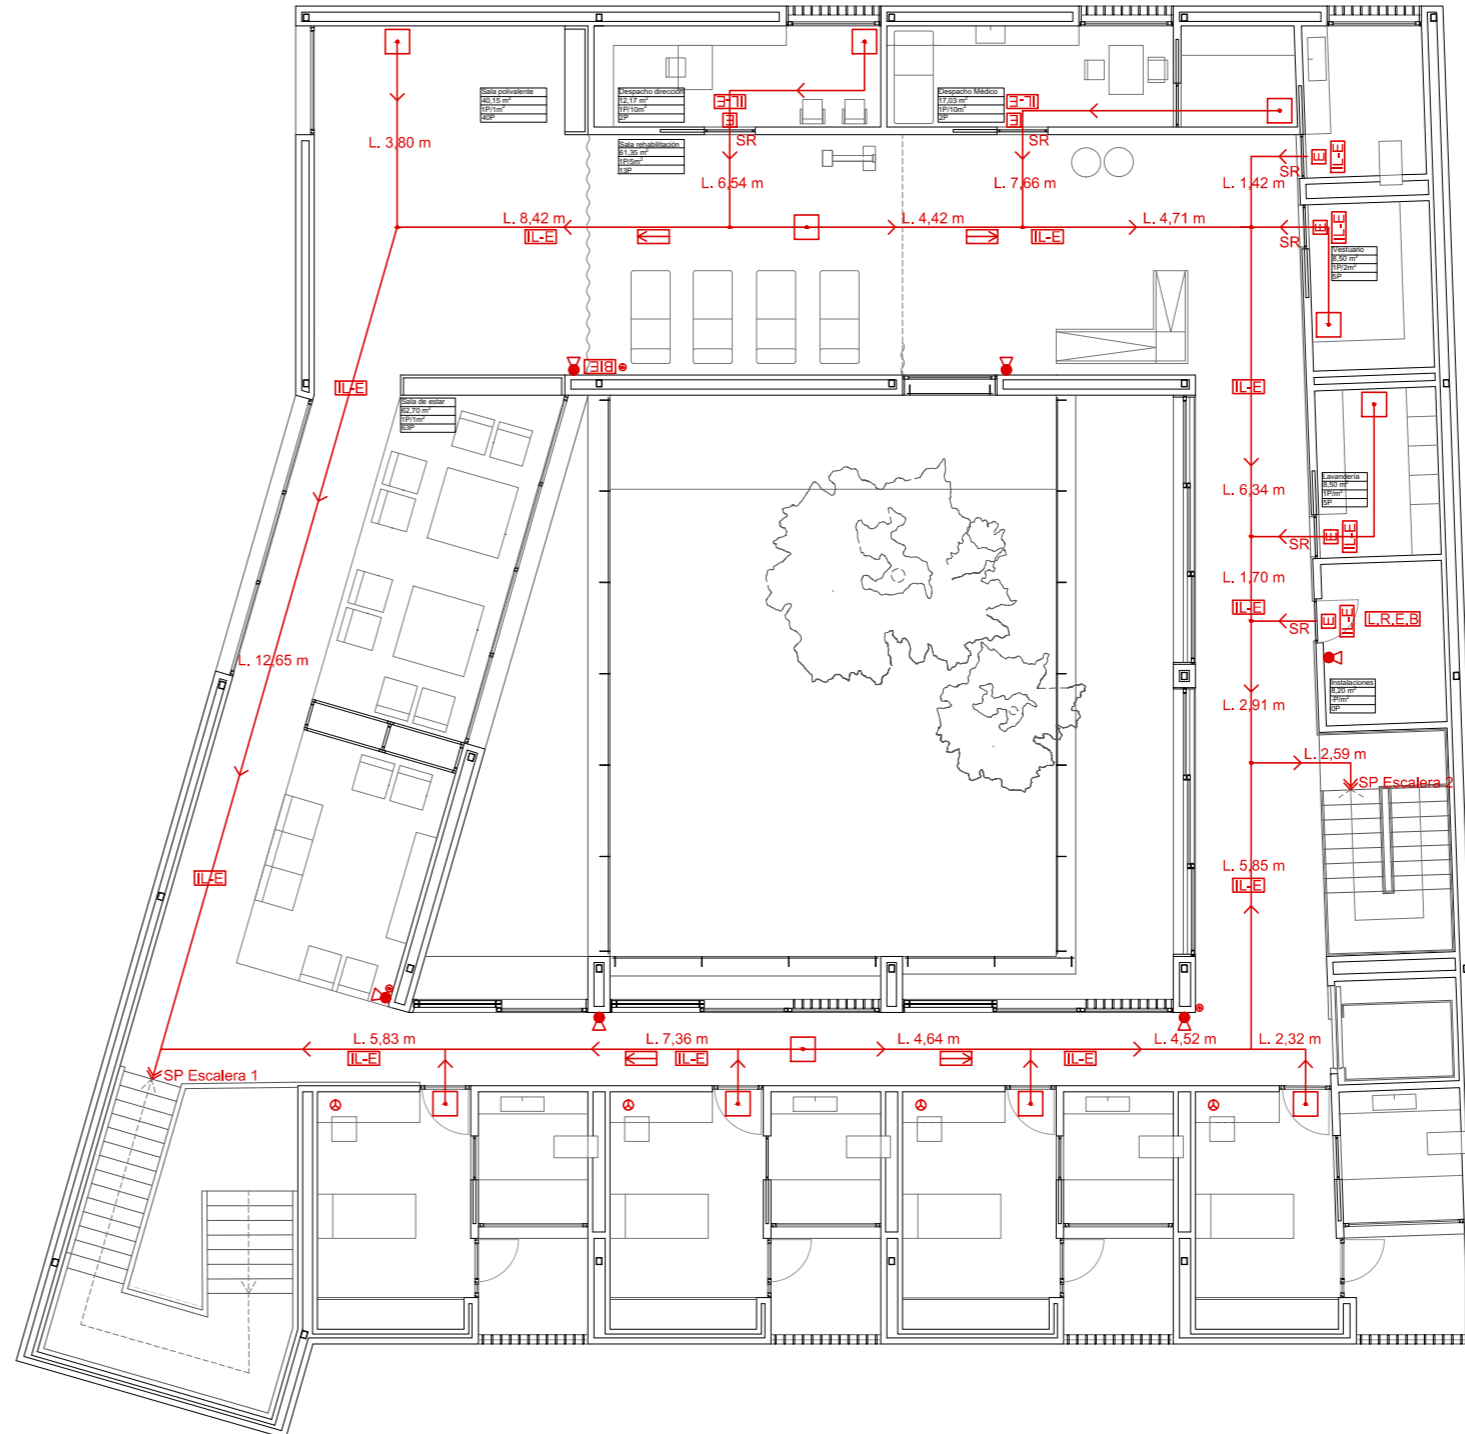 Sala polivalente
40,15 m²
1P/1m²
40P
Despacho dirección
12,17 m²
1P/10m²
2P
IL-E
E
Despacho Médico
17,03 m²
1P/10m²
2P
IL-E
E
L. 3,80 m
Sala rehabilitación
61,35 m²
1P/5m²
13P
SR
SR
E
IL-E
SR
L. 6,54 m
L. 7,66 m
L. 1,42 m
L. 8,42 m
L. 4,42 m
L. 4,71 m
E
IL-E
IL-E
IL-E
SR
Vestuario
8,50 m²
1P/2m²
5P
BIE
IL-E
IL-E
Sala de estar
62,70 m²
1P/1m²
63P
Lavandería
8,50 m²
1P/m²
5P
L. 6,34 m
SR
E
IL-E
L. 1,70 m
IL-E
SR
E
IL-E
L.R.E.B
L. 12,65 m
Instalaciones
8,20 m²
-P/m²
0P
L. 2,91 m
L. 2,59 m
SP Escalera 2
L. 5,85 m
IL-E
IL-E
L. 5,83 m
L. 7,36 m
L. 4,64 m
L. 4,52 m
L. 2,32 m
IL-E
IL-E
IL-E
SP Escalera 1